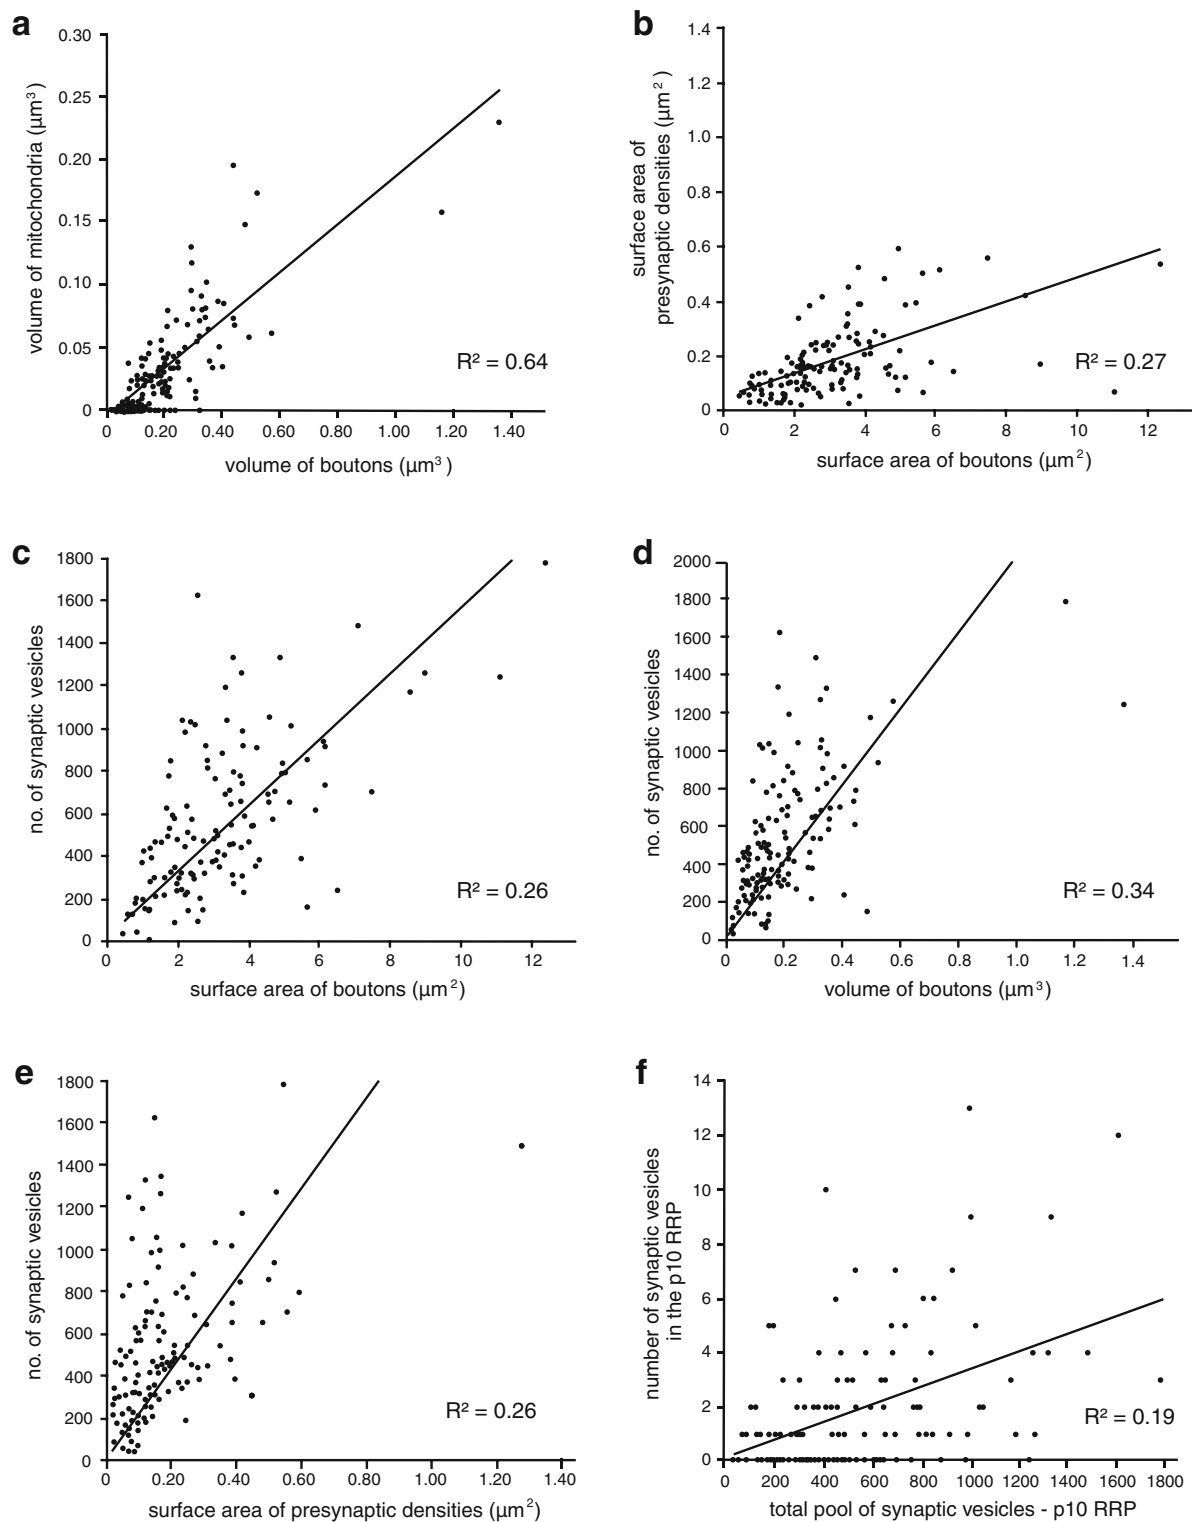 a
0.30
0.25
0.20
0.15
0.10
0.05
0
volume of mitochondria (μm³)
R² = 0.64
0 0.20 0.40 0.60 0.80 1.00 1.20 1.40
volume of boutons (μm³)
b
1.4
1.2
1.0
0.8
0.6
0.4
0.2
0
surface area of
presynaptic densities (μm²)
R² = 0.27
0 2 4 6 8 10 12
surface area of boutons (μm²)
c
1800
1600
1400
1200
1000
800
600
400
200
0
no. of synaptic vesicles
R² = 0.26
0 2 4 6 8 10 12
surface area of boutons (μm²)
d
2000
1800
1600
1400
1200
1000
800
600
400
200
0
no. of synaptic vesicles
R² = 0.34
0 0.2 0.4 0.6 0.8 1.0 1.2 1.4
volume of boutons (μm³)
e
1800
1600
1400
1200
1000
800
600
400
200
0
no. of synaptic vesicles
R² = 0.26
0 0.20 0.40 0.60 0.80 1.00 1.20 1.40
surface area of presynaptic densities (μm²)
f
14
12
10
8
6
4
2
0
number of synaptic vesicles
in the p10 RRP
R² = 0.19
0 200 400 600 800 1000 1200 1400 1600 1800
total pool of synaptic vesicles - p10 RRP